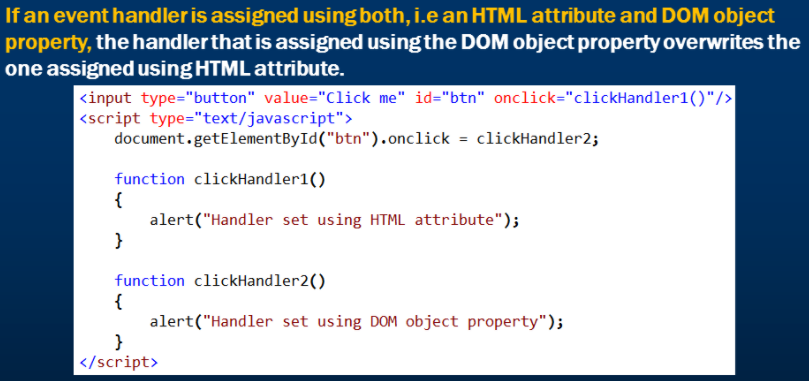 If an event handler is assigned using both, i.e an HTML attribute and DOM object
property, the handler that is assigned using the DOM object property overwrites the
one assigned using HTML attribute.
<input type="button" value="Click me" id="btn" onclick="clickHandler1()"/>
<script type="text/javascript">
    document.getElementById("btn").onclick = clickHandler2;

    function clickHandler1()
    {
        alert("Handler set using HTML attribute");
    }

    function clickHandler2()
    {
        alert("Handler set using DOM object property");
    }
</script>